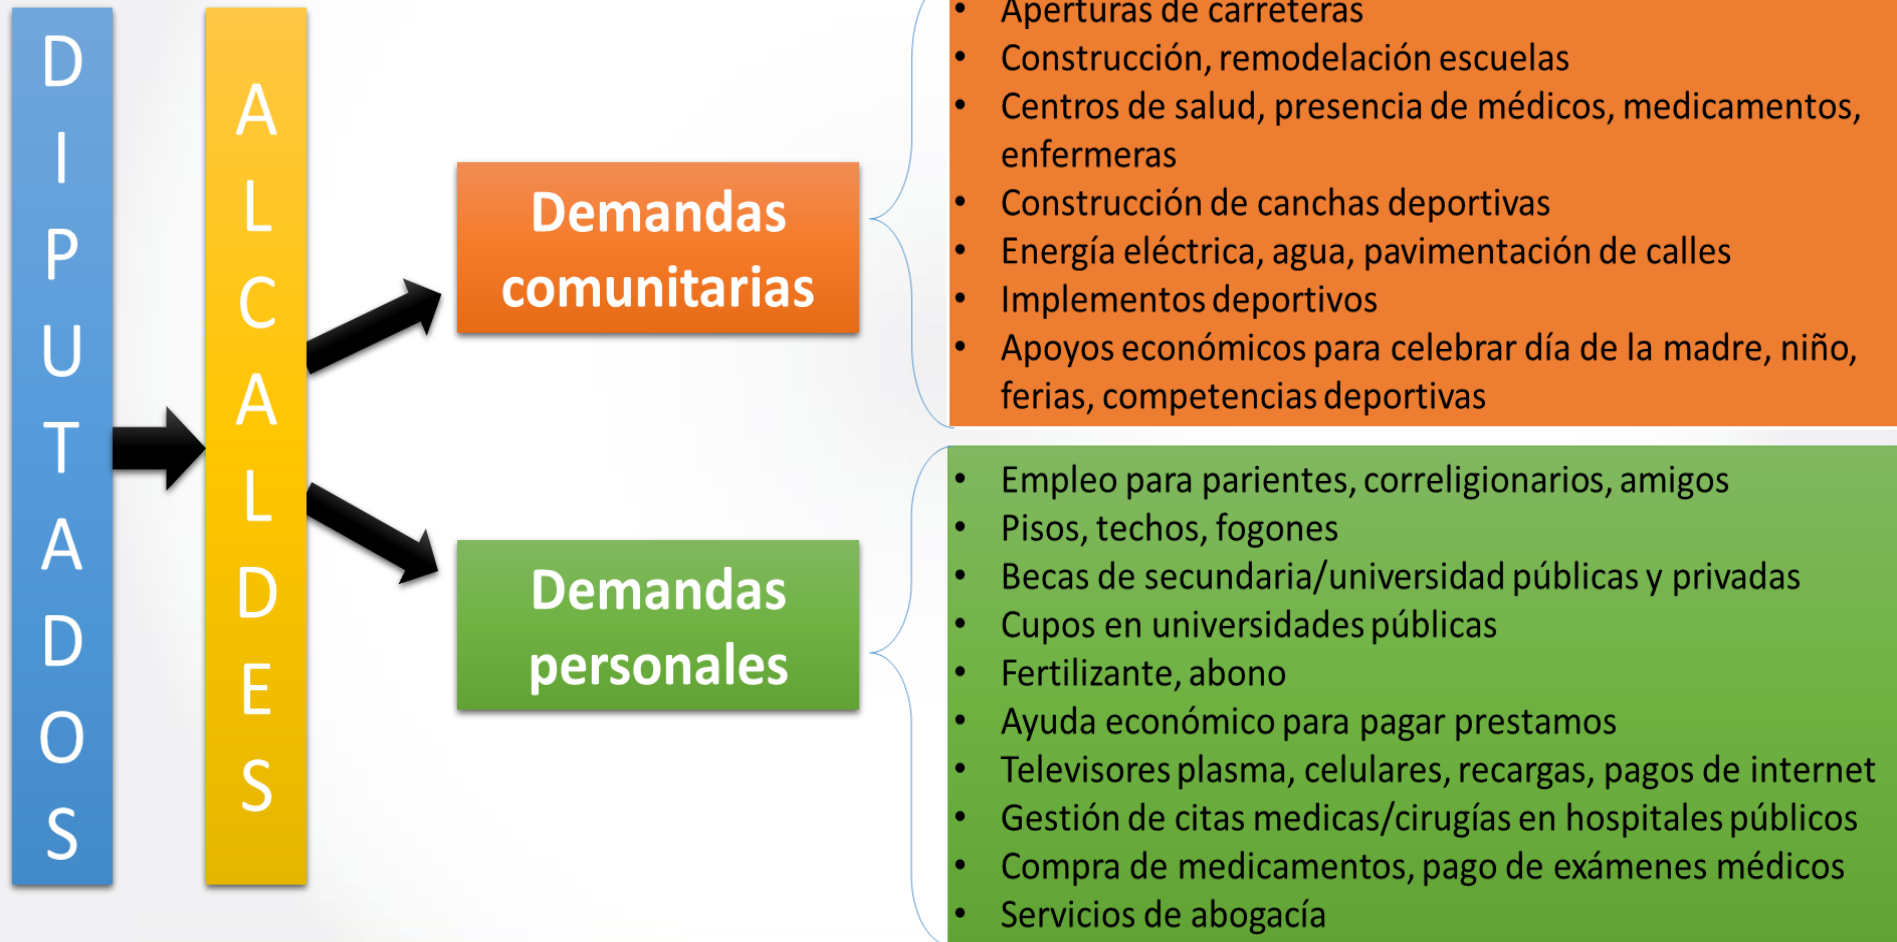 DIPUTADOS
ALCALDES
Demandas
comunitarias
• Aperturas de carreteras
• Construcción, remodelación escuelas
• Centros de salud, presencia de médicos, medicamentos,
enfermeras
• Construcción de canchas deportivas
• Energía eléctrica, agua, pavimentación de calles
• Implementos deportivos
• Apoyos económicos para celebrar día de la madre, niño,
ferias, competencias deportivas
Demandas
personales
• Empleo para parientes, correligionarios, amigos
• Pisos, techos, fogones
• Becas de secundaria/universidad públicas y privadas
• Cupos en universidades públicas
• Fertilizante, abono
• Ayuda económico para pagar prestamos
• Televisores plasma, celulares, recargas, pagos de internet
• Gestión de citas medicas/cirugías en hospitales públicos
• Compra de medicamentos, pago de exámenes médicos
• Servicios de abogacía